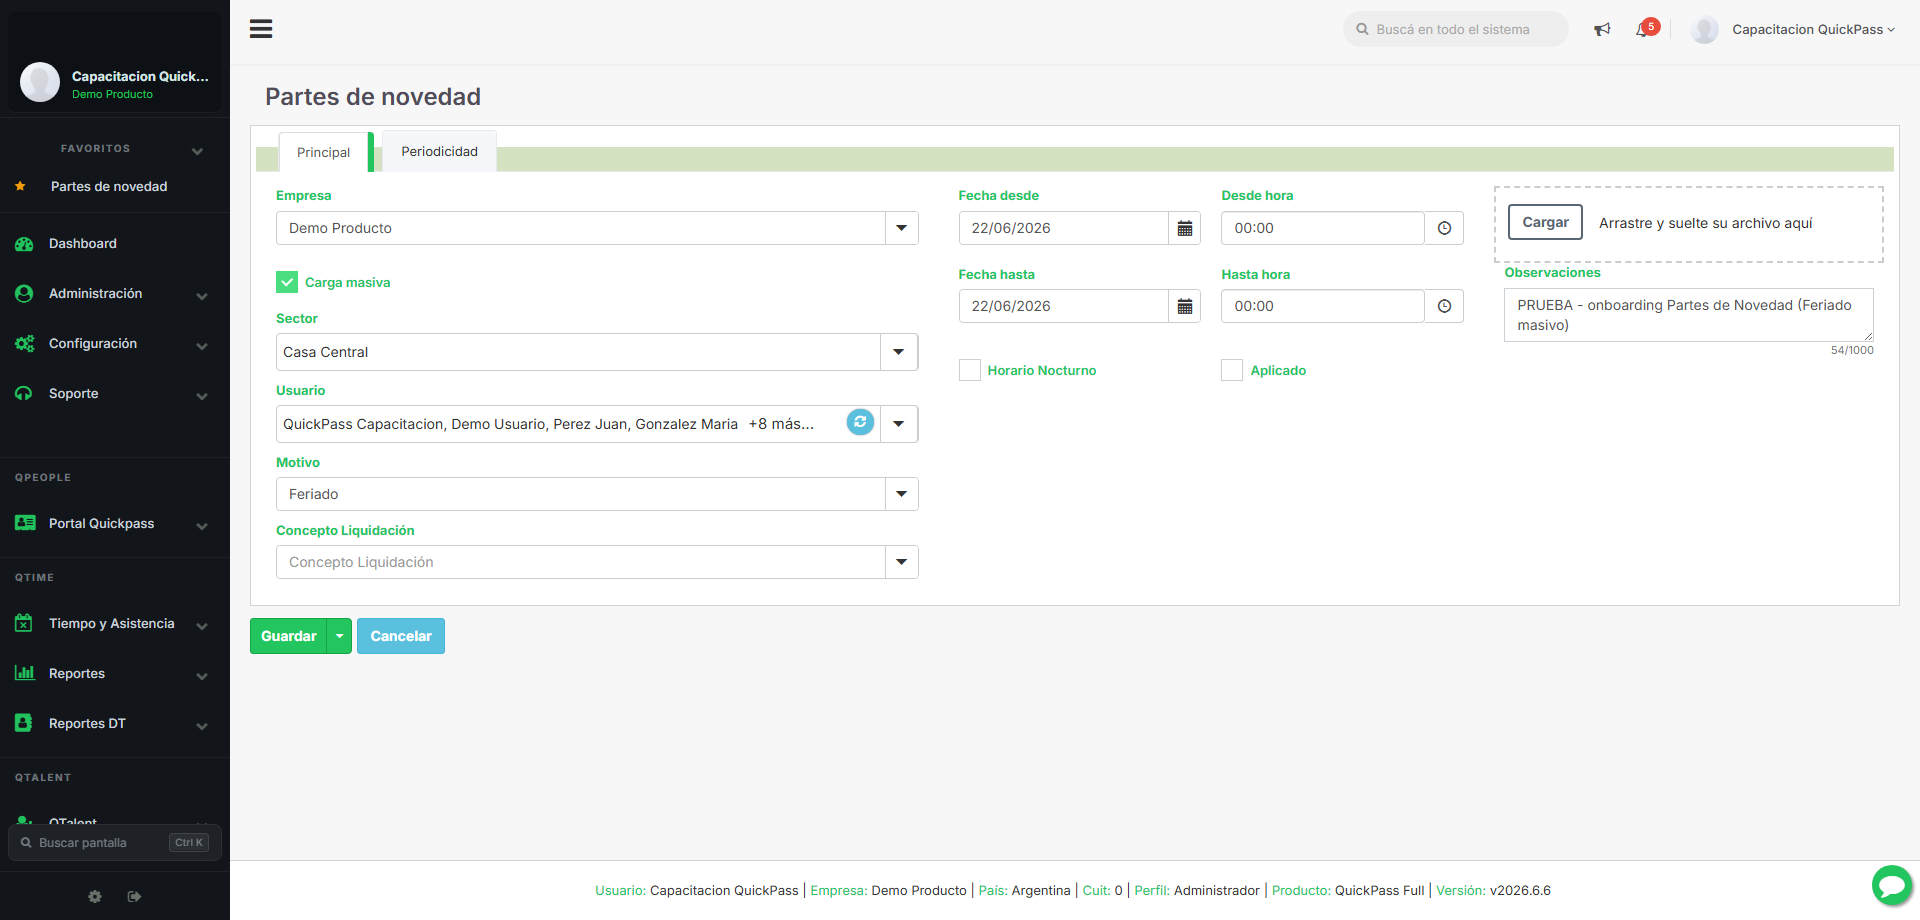 Capacitacion Quick...
Demo Producto
FAVORITOS
Partes de novedad
Dashboard
Administración
Configuración
Soporte
QPEOPLE
Portal Quickpass
QTIME
Tiempo y Asistencia
Reportes
Reportes DT
QTALENT
QTalent
Buscar pantalla
Ctrl K
Buscá en todo el sistema
5
Capacitacion QuickPass
Partes de novedad
Principal
Periodicidad
Empresa
Demo Producto
Carga masiva
Sector
Casa Central
Usuario
QuickPass Capacitacion, Demo Usuario, Perez Juan, Gonzalez Maria +8 más...
Motivo
Feriado
Concepto Liquidación
Concepto Liquidación
Fecha desde
22/06/2026
Desde hora
00:00
Fecha hasta
22/06/2026
Hasta hora
00:00
Horario Nocturno
Aplicado
Cargar
Arrastre y suelte su archivo aquí
Observaciones
PRUEBA - onboarding Partes de Novedad (Feriado
masivo)
54/1000
Guardar
Cancelar
Usuario: Capacitacion QuickPass | Empresa: Demo Producto | País: Argentina | Cuit: 0 | Perfil: Administrador | Producto: QuickPass Full | Versión: v2026.6.6